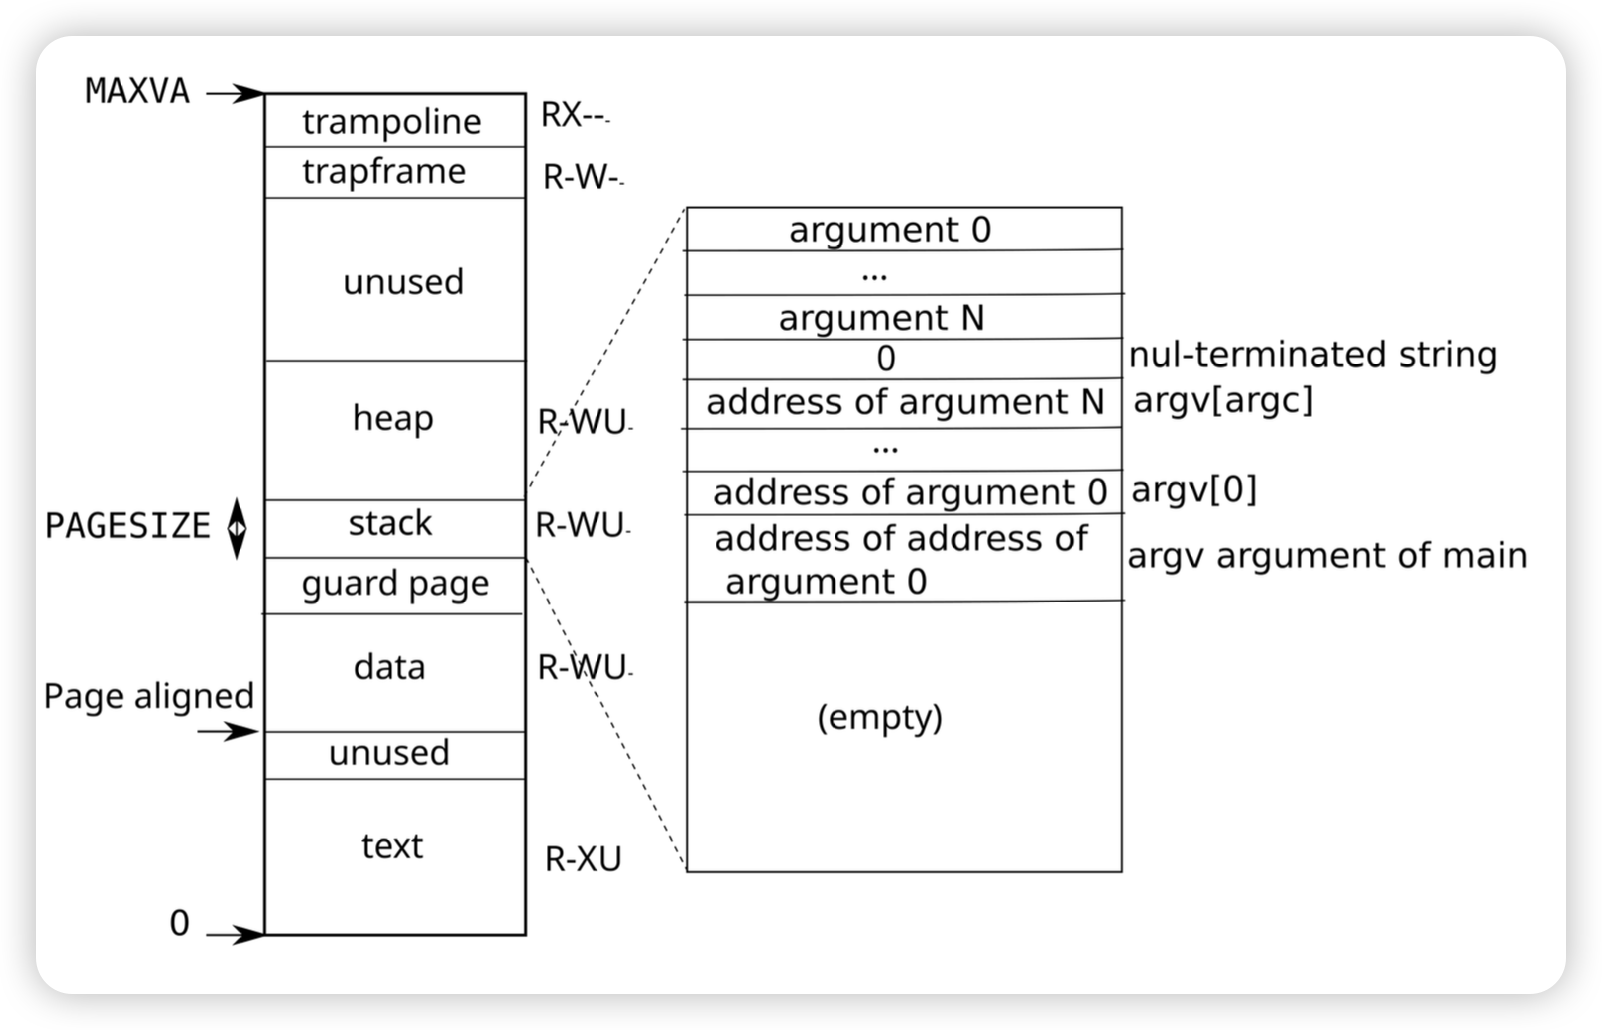 MAXVA
trampoline
RX---
trapframe
R-W--
unused
heap
R-WU-
PAGESIZE
stack
R-WU-
guard page
data
R-WU-
Page aligned
unused
text
R-XU
0
argument 0
...
argument N
0
nul-terminated string
address of argument N
argv[argc]
...
address of argument 0
argv[0]
address of address of
argument 0
argv argument of main
(empty)